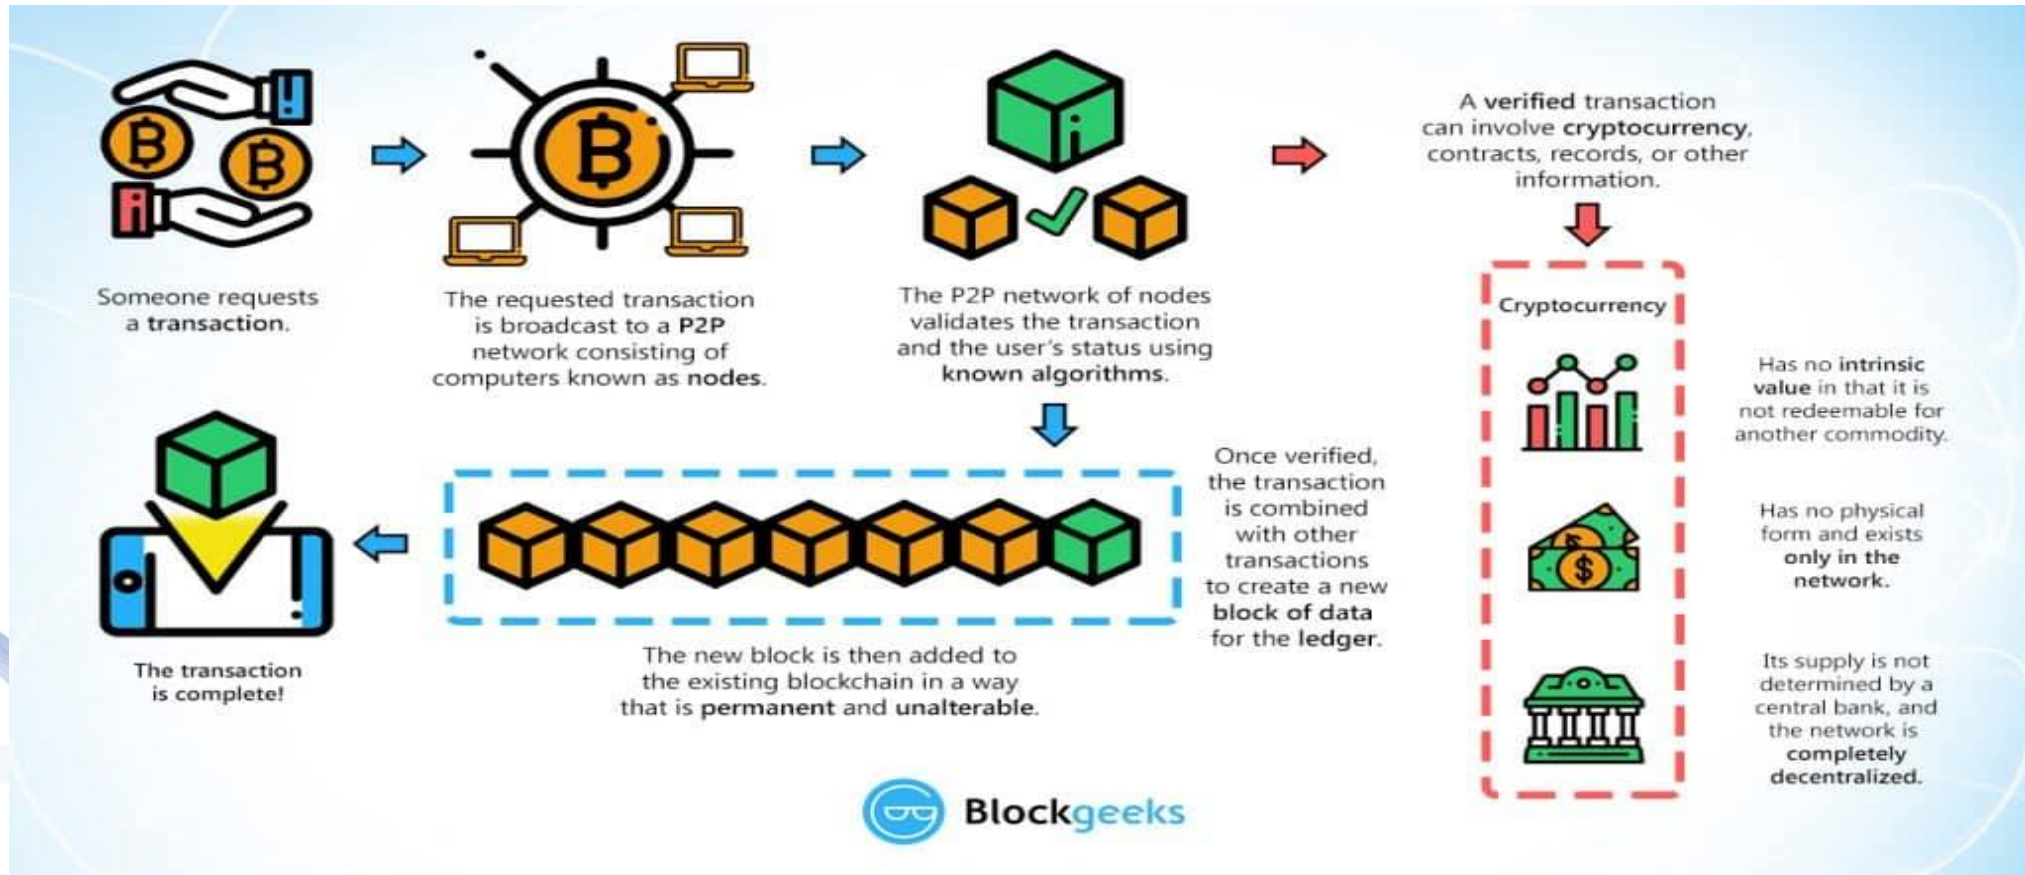 Someone requests
a transaction.
The requested transaction
is broadcast to a P2P
network consisting of
computers known as nodes.
The P2P network of nodes
validates the transaction
and the user's status using
known algorithms.
A verified transaction
can involve cryptocurrency,
contracts, records, or other
information.
Cryptocurrency
Has no intrinsic
value in that it is
not redeemable for
another commodity.
Has no physical
form and exists
only in the
network.
Its supply is not
determined by a
central bank, and
the network is
completely
decentralized.
Once verified,
the transaction
is combined
with other
transactions
to create a new
block of data
for the ledger.
The new block is then added to
the existing blockchain in a way
that is permanent and unalterable.
The transaction
is complete!
Blockgeeks